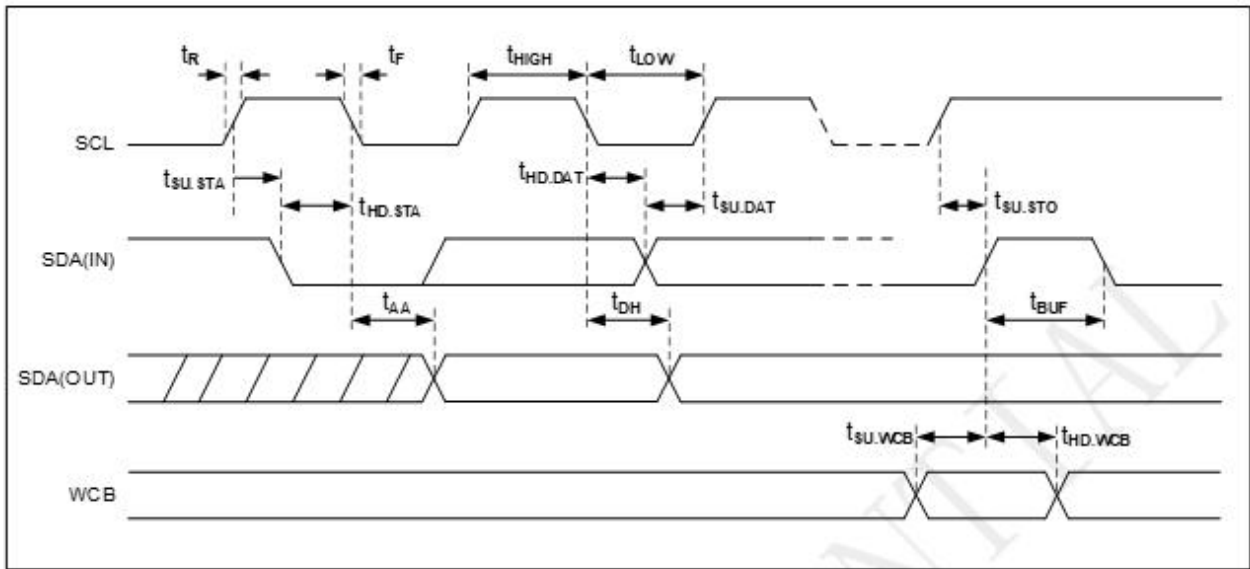 tR tF tHIGH tLOW
SCL
tSU.STA tHD.STA tHD.DAT tSU.DAT tSU.STO
SDA(IN)
tAA tDH tBUF
SDA(OUT)
tSU.WCB tHD.WCB
WCB
NTIAL